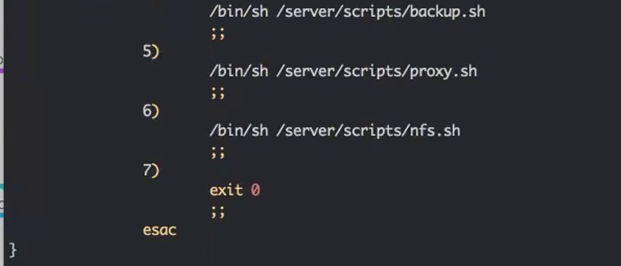 /bin/sh /server/scripts/backup.sh
;;
5)
/bin/sh /server/scripts/proxy.sh
;;
6)
/bin/sh /server/scripts/nfs.sh
;;
7)
exit 0
;;
esac
}